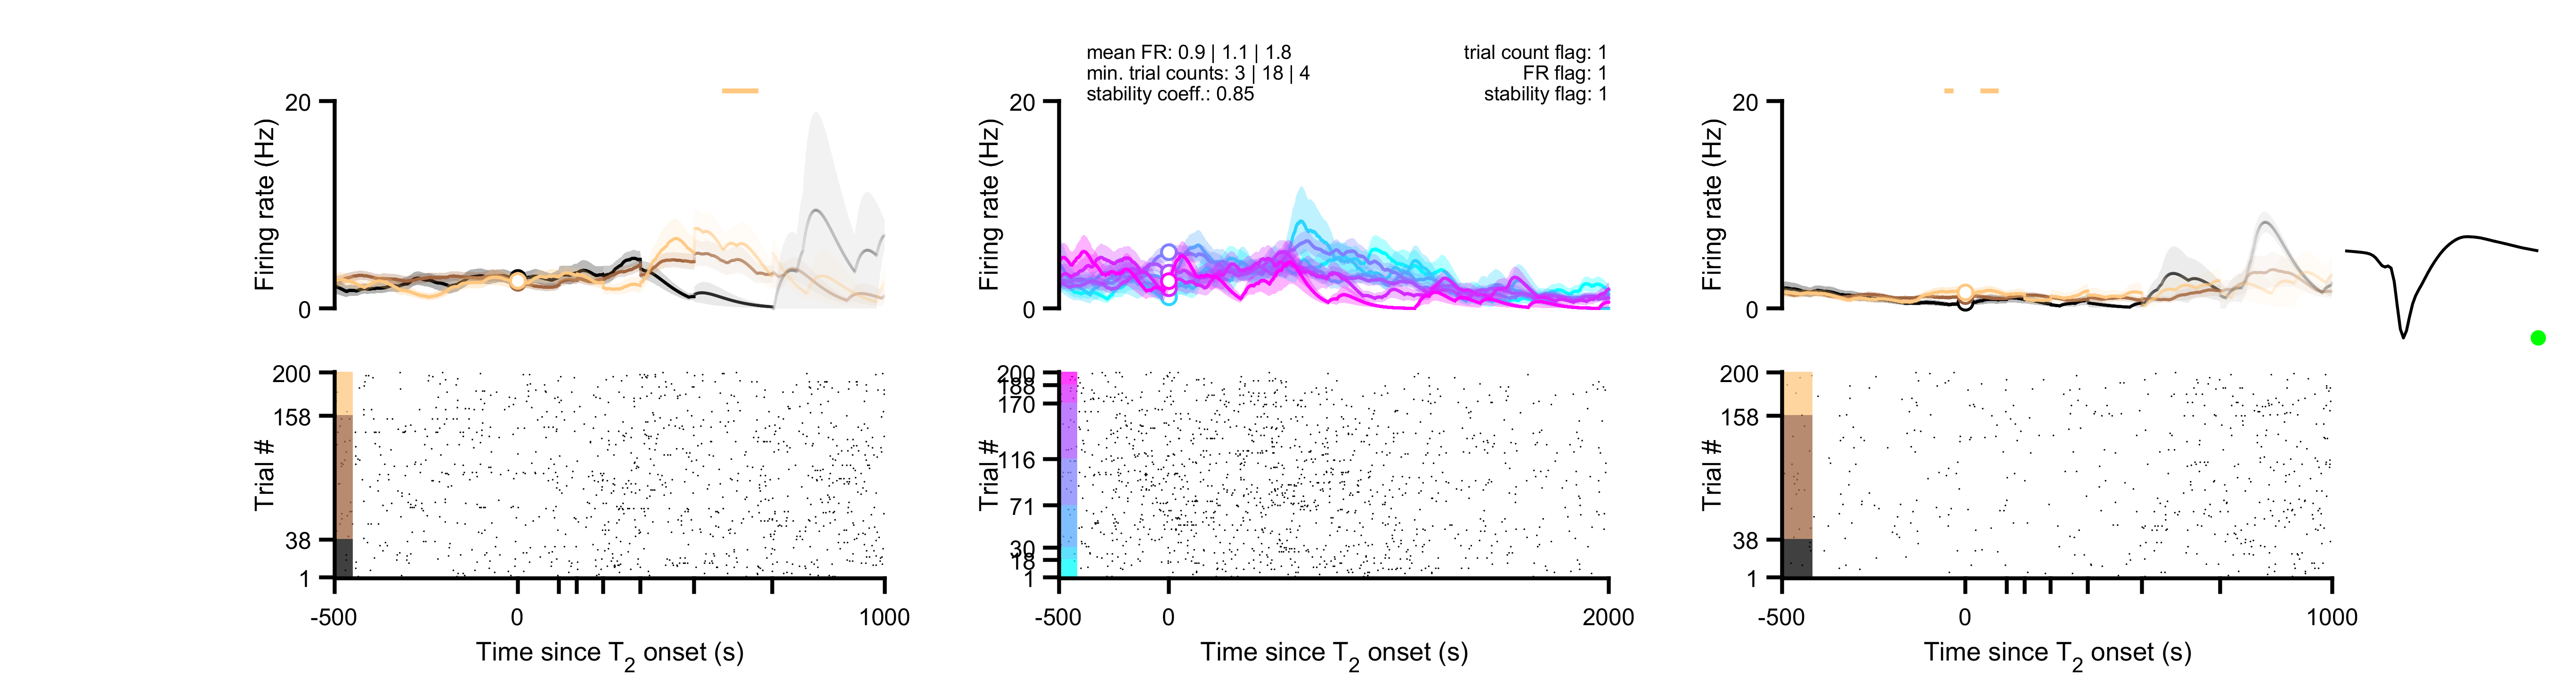 mean FR: 0.9 | 1.1 | 1.8
min. trial counts: 3 | 18 | 4
stability coeff.: 0.85
trial count flag: 1
FR flag: 1
stability flag: 1
20
0
Firing rate (Hz)
20
0
Firing rate (Hz)
20
0
Firing rate (Hz)
200
158
38
1
Trial #
-500
0
1000
Time since T2 onset (s)
200
188
170
116
71
30
18
1
Trial #
-500
0
2000
Time since T2 onset (s)
200
158
38
1
Trial #
-500
0
1000
Time since T2 onset (s)